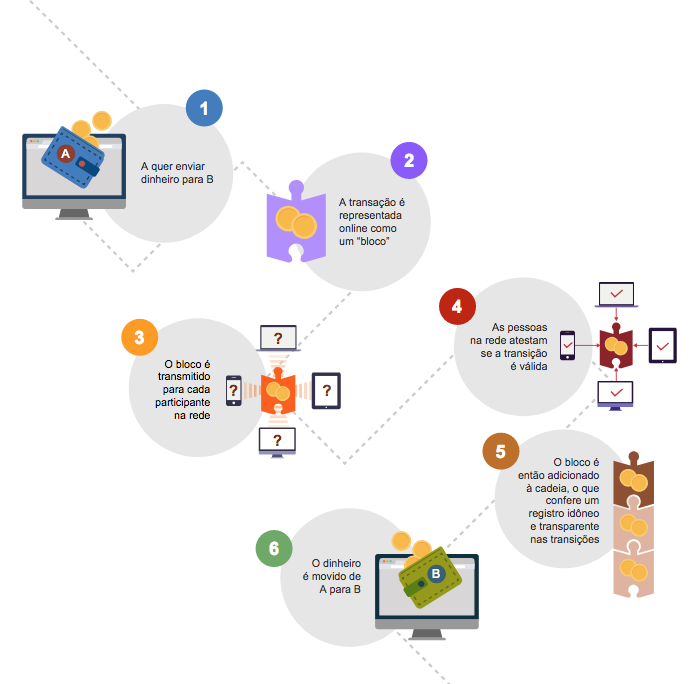 1
A
A quer enviar
dinheiro para B
2
A transação é
representada
online como
um “bloco”
3
O bloco é
transmitido
para cada
participante
na rede
?
?
?
?
4
As pessoas
na rede atestam
se a transição
é válida
5
O bloco é
então adicionado
à cadeia, o que
confere um
registro idôneo
e transparente
nas transições
6
O dinheiro
é movido de
A para B
B